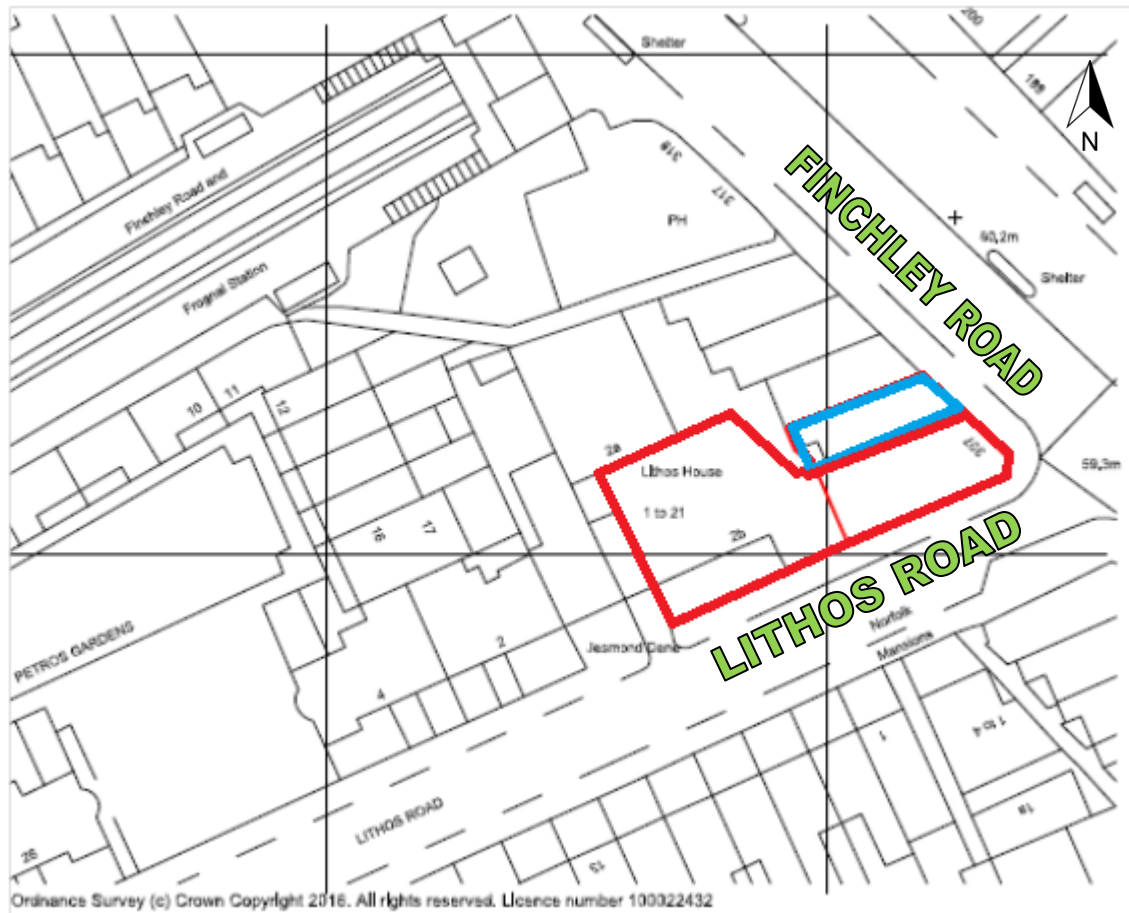 200
199
Shelter
N
318
317
PH
FINCHLEY ROAD
60.2m
Shelter
Finchley Road and
Frognal Station
10
11
12
2a
Lithos House
1 to 21
307
59.3m
16
17
2b
LITHOS ROAD
Norfolk
Mansions
Jesmond Dene
PETROS GARDENS
2
4
1
1 to 4
1a
LITHOS ROAD
13
26
Ordinance Survey (c) Crown Copyright 2016. All rights reserved. Licence number 100022432